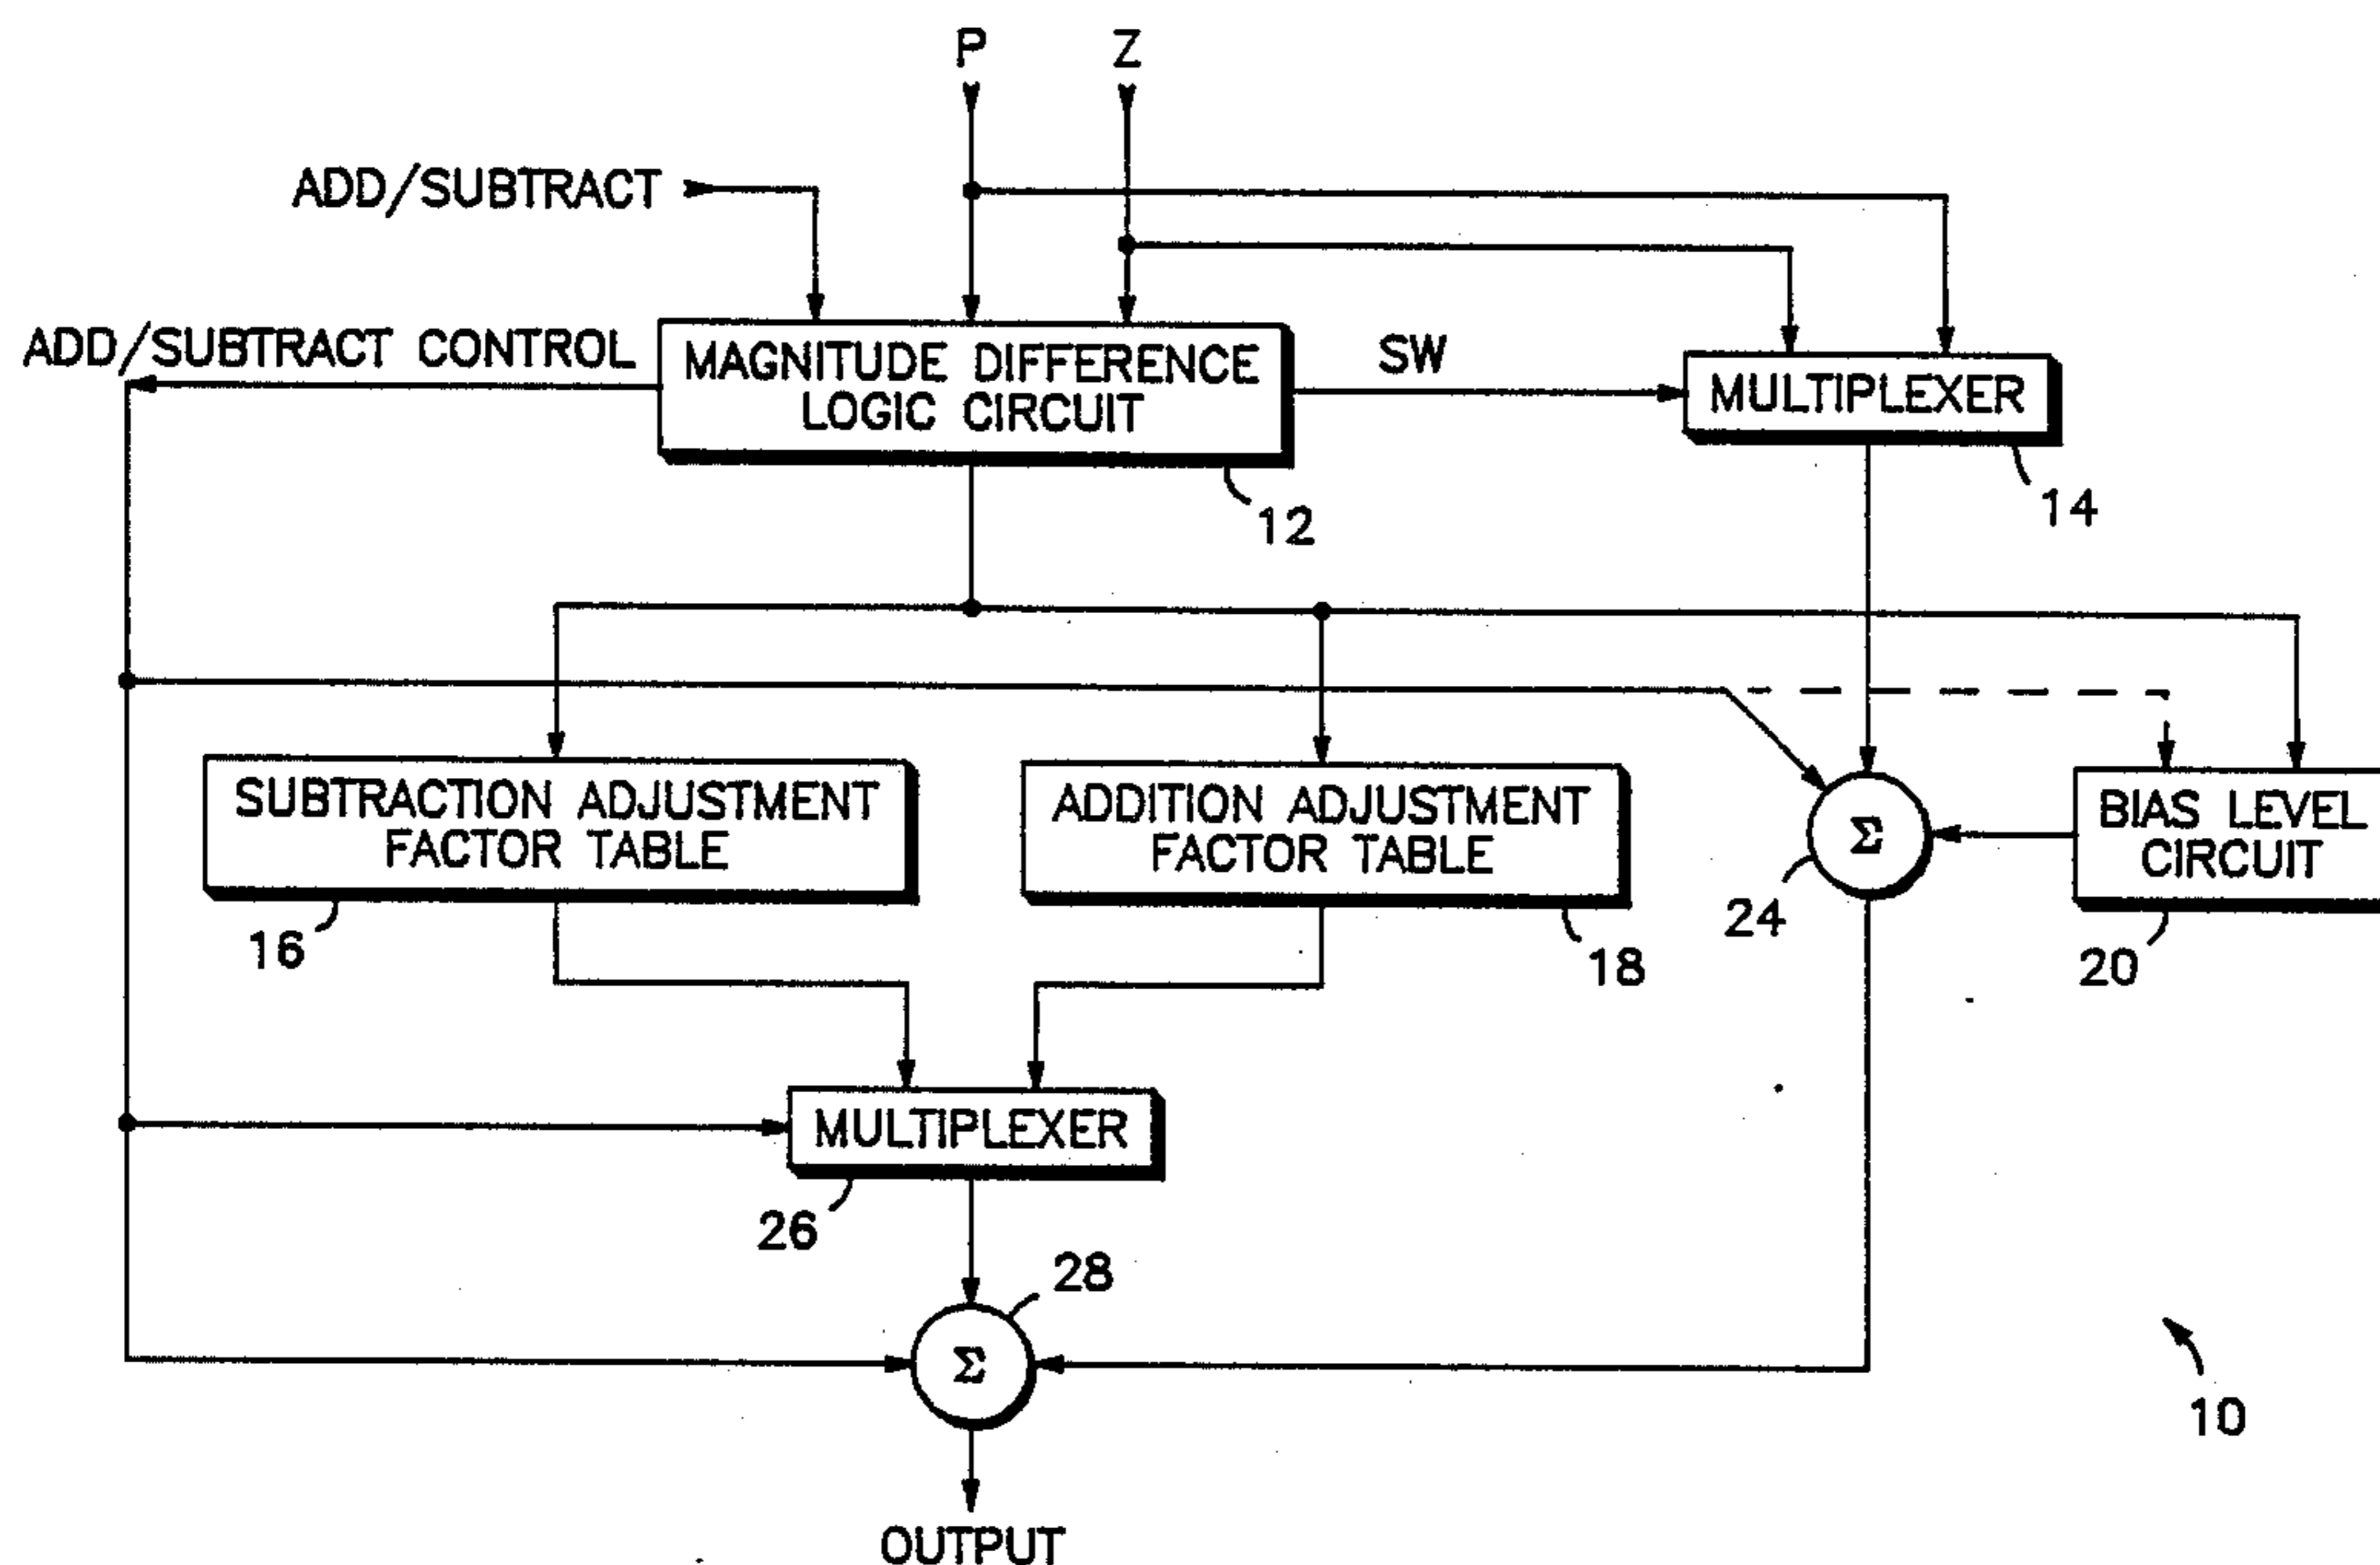 P Z
ADD/SUBTRACT
ADD/SUBTRACT CONTROL
MAGNITUDE DIFFERENCE
LOGIC CIRCUIT
SW
MULTIPLEXER
12
14
SUBTRACTION ADJUSTMENT
FACTOR TABLE
ADDITION ADJUSTMENT
FACTOR TABLE
Σ
BIAS LEVEL
CIRCUIT
16
18
24
20
MULTIPLEXER
26
28
Σ
10
OUTPUT